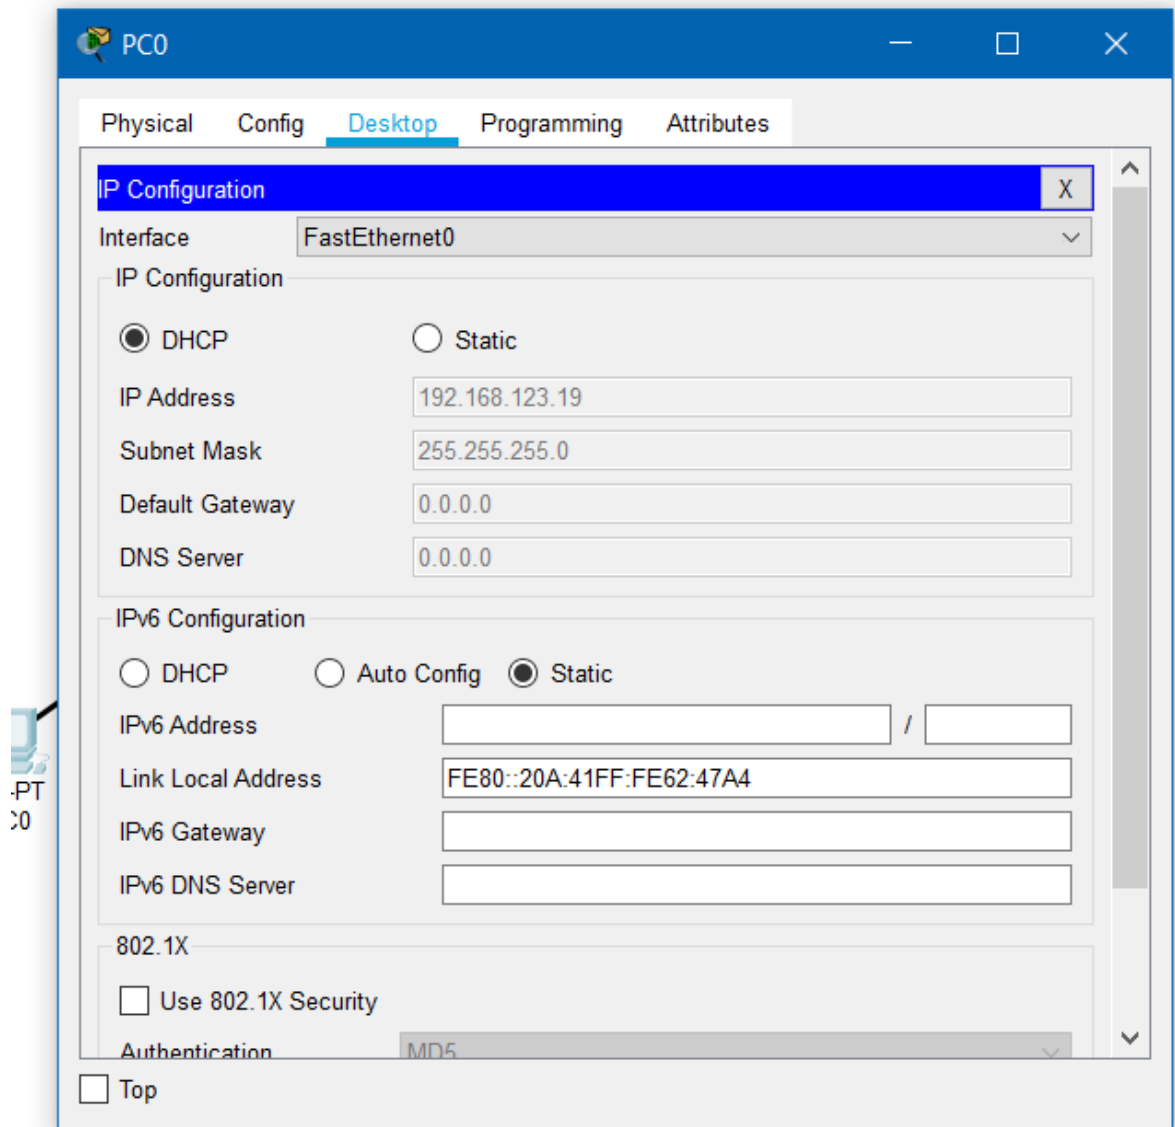 PC0
Physical Config Desktop Programming Attributes
IP Configuration X
Interface FastEthernet0
IP Configuration
DHCP Static
IP Address 192.168.123.19
Subnet Mask 255.255.255.0
Default Gateway 0.0.0.0
DNS Server 0.0.0.0
IPv6 Configuration
DHCP Auto Config Static
IPv6 Address /
Link Local Address FE80::20A:41FF:FE62:47A4
IPv6 Gateway
IPv6 DNS Server
-PT
C0
802.1X
Use 802.1X Security
Authentication MD5
Top